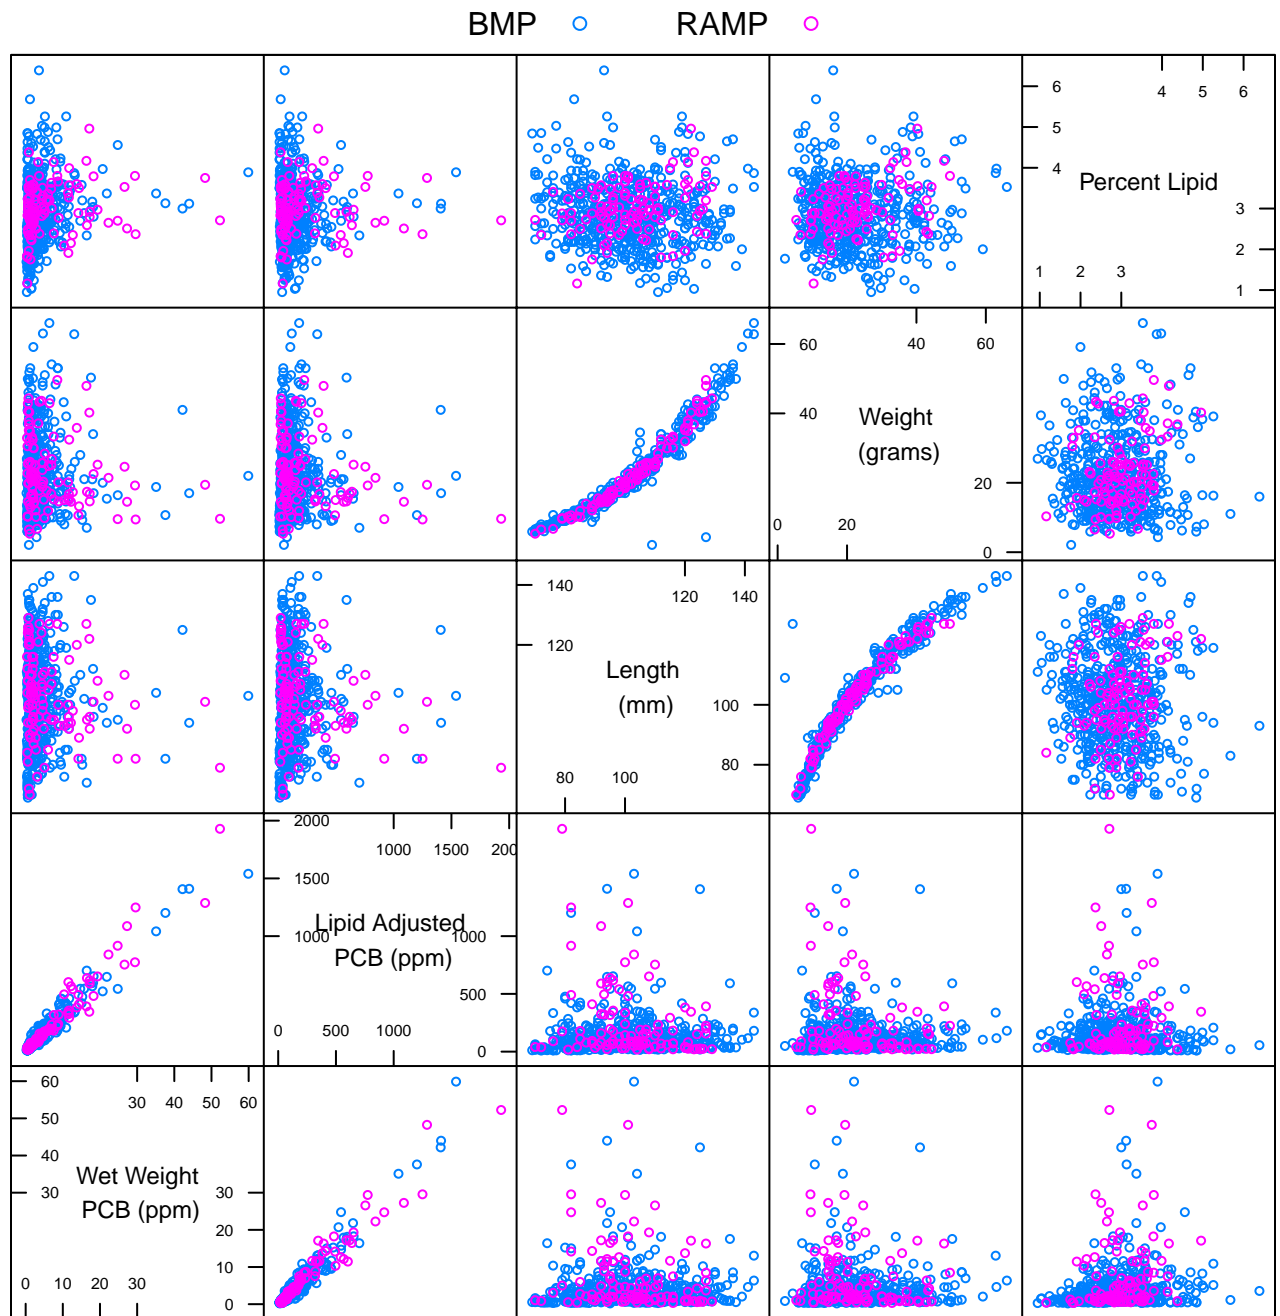 BMP RAMP
4 5 6
6
5
4
Percent Lipid
3
2
1 2 3
1
40 60
60
Weight
40
(grams)
20
0 20
0
120 140
140
120
Length
(mm)
100
80 100
80
2000
1000 1500 200
1500
Lipid Adjusted
1000
1000
PCB (ppm)
500
0 500 1000
0
60
30 40 50 60
50
40
Wet Weight
30
30
PCB (ppm)
20
10
0 10 20 30
0